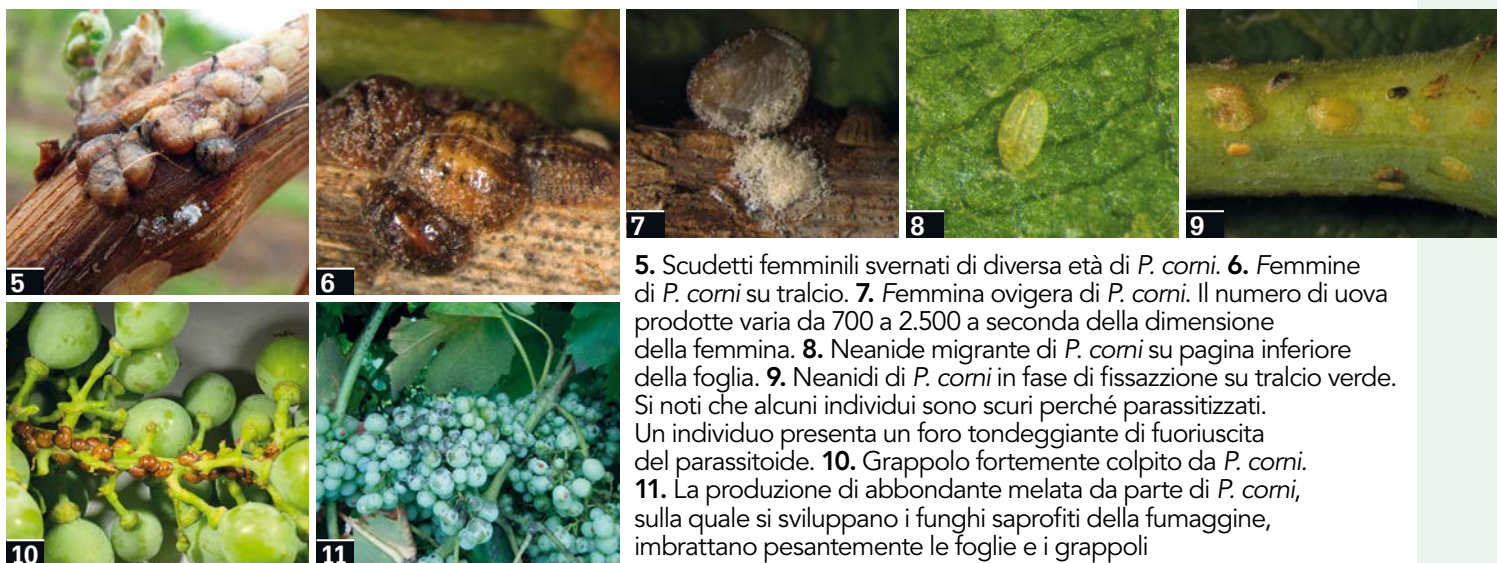 5
6
7
8
9
10
11
5. Scudetti femminili svernati di diversa età di P. corni. 6. Femmine
di P. corni su tralcio. 7. Femmina ovigera di P. corni. Il numero di uova
prodotte varia da 700 a 2.500 a seconda della dimensione
della femmina. 8. Neanide migrante di P. corni su pagina inferiore
della foglia. 9. Neanidi di P. corni in fase di fissazzione su tralcio verde.
Si noti che alcuni individui sono scuri perché parassitizzati.
Un individuo presenta un foro tondeggiante di fuoriuscita
del parassitoide. 10. Grappolo fortemente colpito da P. corni.
11. La produzione di abbondante melata da parte di P. corni,
sulla quale si sviluppano i funghi saprofiti della fumaggine,
imbrattano pesantemente le foglie e i grappoli